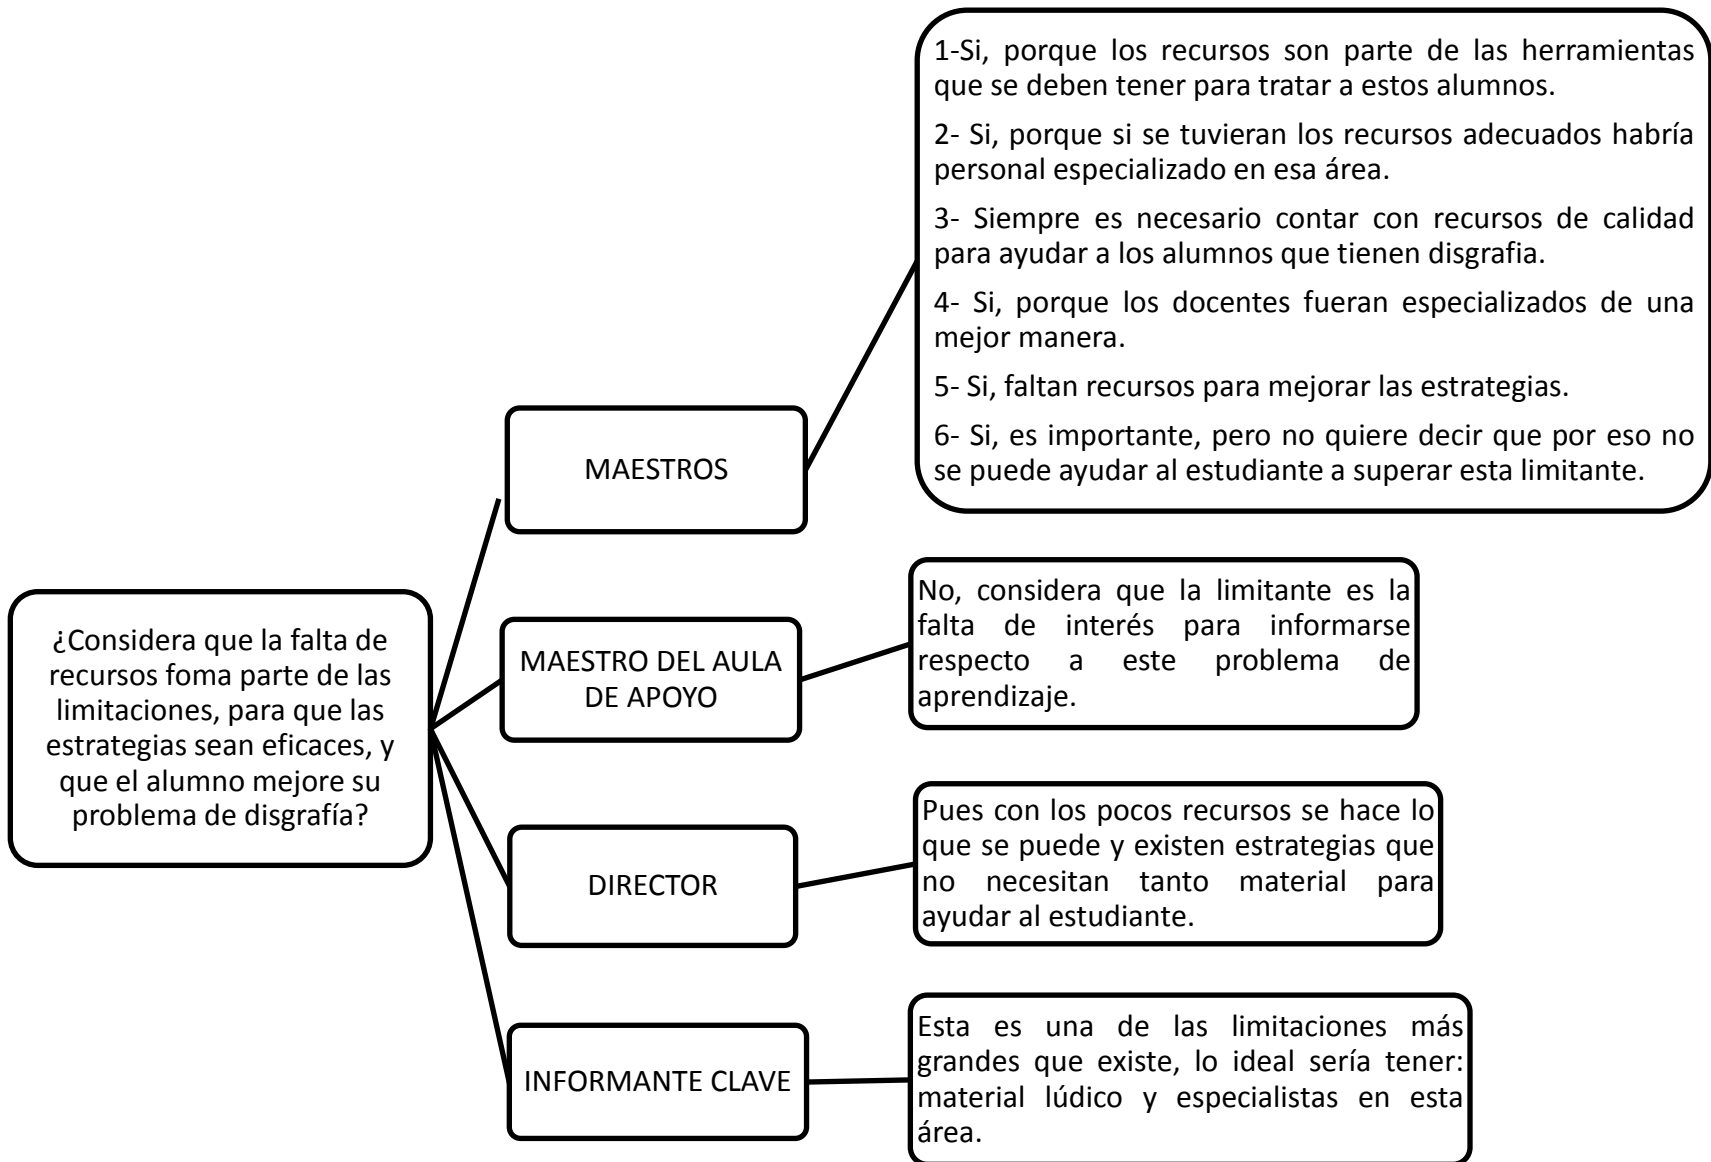 ¿Considera que la falta de
recursos foma parte de las
limitaciones, para que las
estrategias sean eficaces, y
que el alumno mejore su
problema de disgrafía?
MAESTROS
1-Si, porque los recursos son parte de las herramientas
que se deben tener para tratar a estos alumnos.
2- Si, porque si se tuvieran los recursos adecuados habría
personal especializado en esa área.
3- Siempre es necesario contar con recursos de calidad
para ayudar a los alumnos que tienen disgrafia.
4- Si, porque los docentes fueran especializados de una
mejor manera.
5- Si, faltan recursos para mejorar las estrategias.
6- Si, es importante, pero no quiere decir que por eso no
se puede ayudar al estudiante a superar esta limitante.
MAESTRO DEL AULA
DE APOYO
No, considera que la limitante es la
falta de interés para informarse
respecto a este problema de
aprendizaje.
DIRECTOR
Pues con los pocos recursos se hace lo
que se puede y existen estrategias que
no necesitan tanto material para
ayudar al estudiante.
INFORMANTE CLAVE
Esta es una de las limitaciones más
grandes que existe, lo ideal sería tener:
material lúdico y especialistas en esta
área.